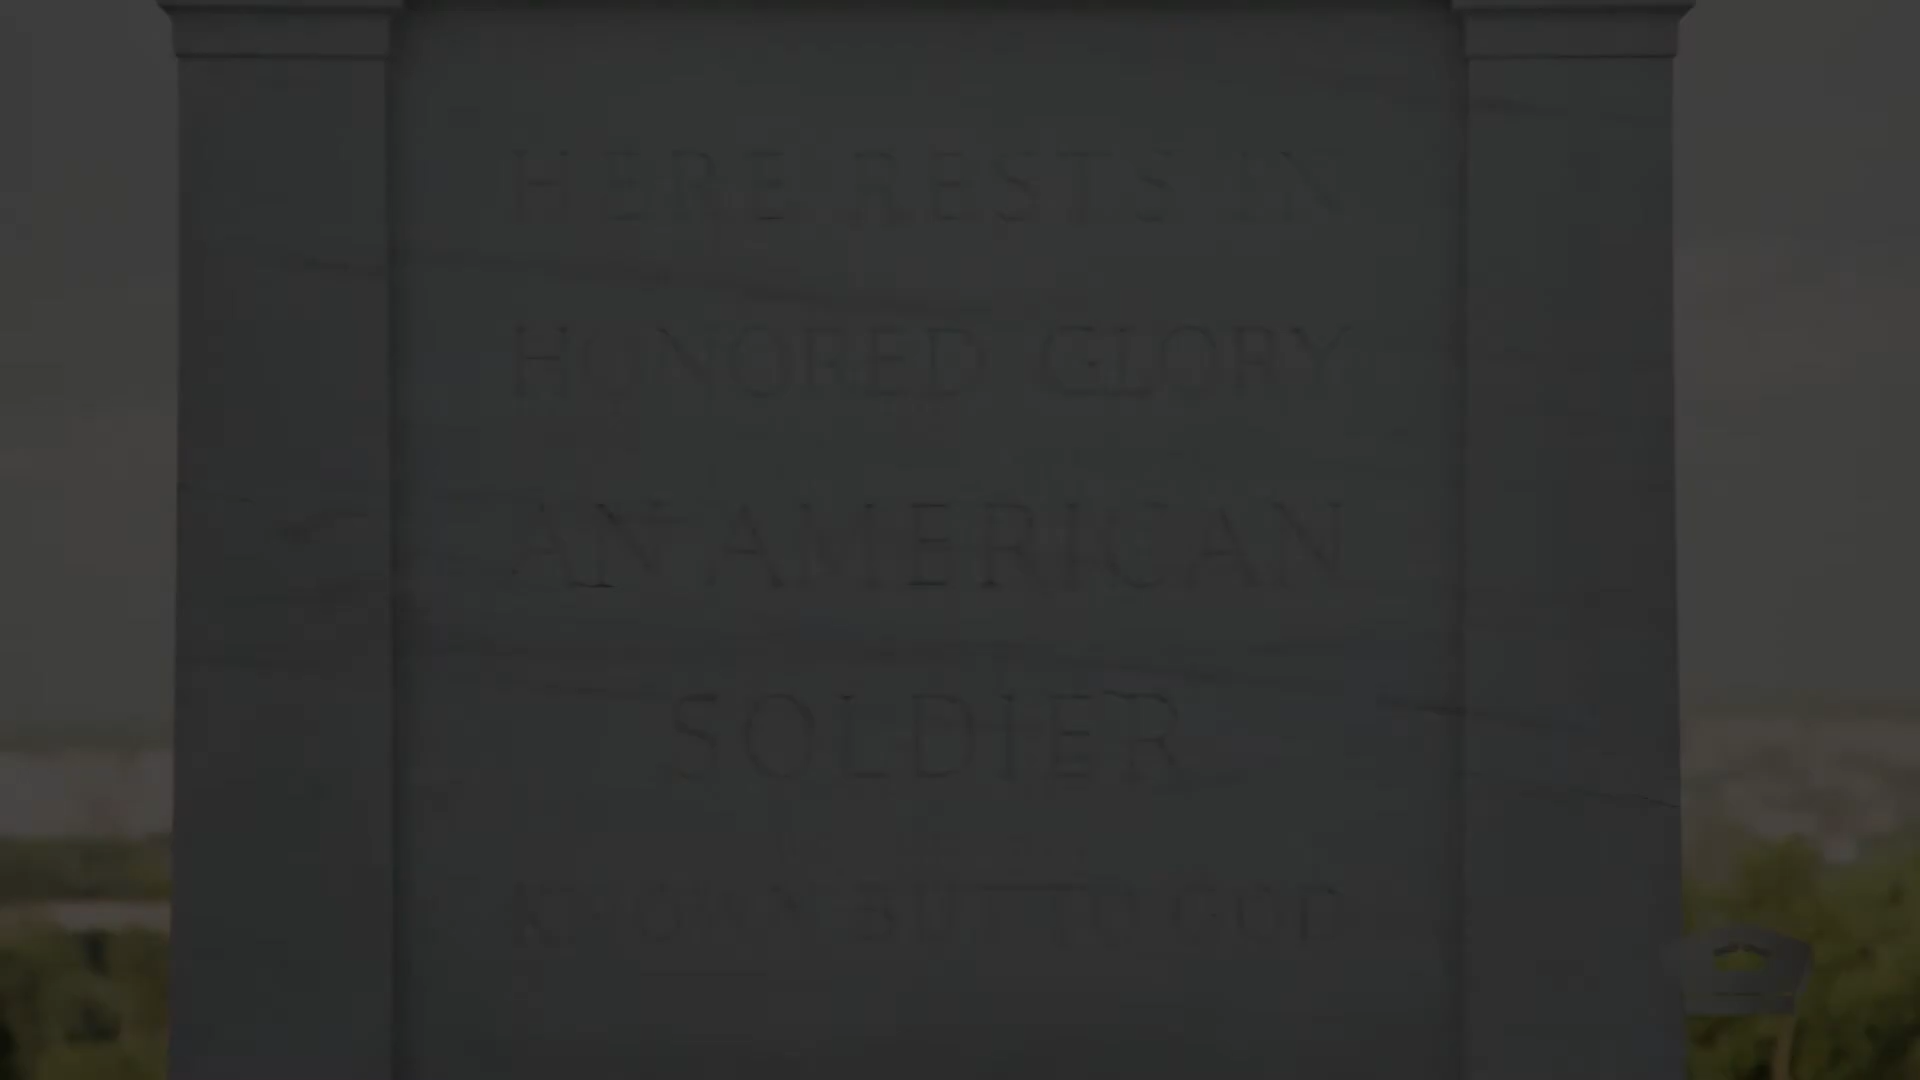 HERE RESTS IN
HONORED GLORY
AN AMERICAN
SOLDIER
KNOWN BUT TO GOD